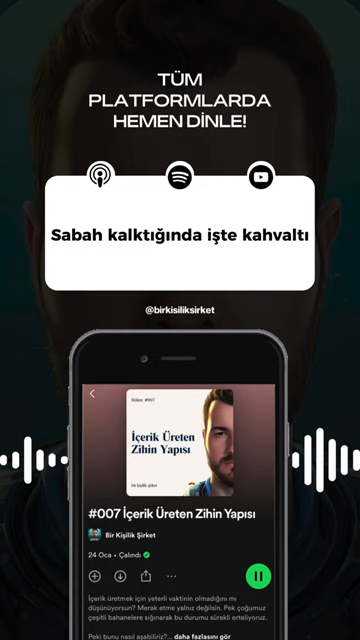 TÜM
PLATFORMLARDA
HEMEN DİNLE!
Sabah kalktığında işte kahvaltı
@birkisiliksirket
Bölüm #007
İçerik Üreten
Zihin Yapısı
bir kişilik şirket
#007 İçerik Üreten Zihin Yapısı
Bir Kişilik Şirket
24 Oca • Çalındı
İçerik üretmek için yeterli vaktinin olmadığını mı
düşünüyorsun? Merak etme yalnız değilsin. Pek çoğumuz
çeşitli bahanelere sığınarak bu durumu sürekli erteliyoruz.
Peki bunu nasıl aşabiliriz?... daha fazlasını gör